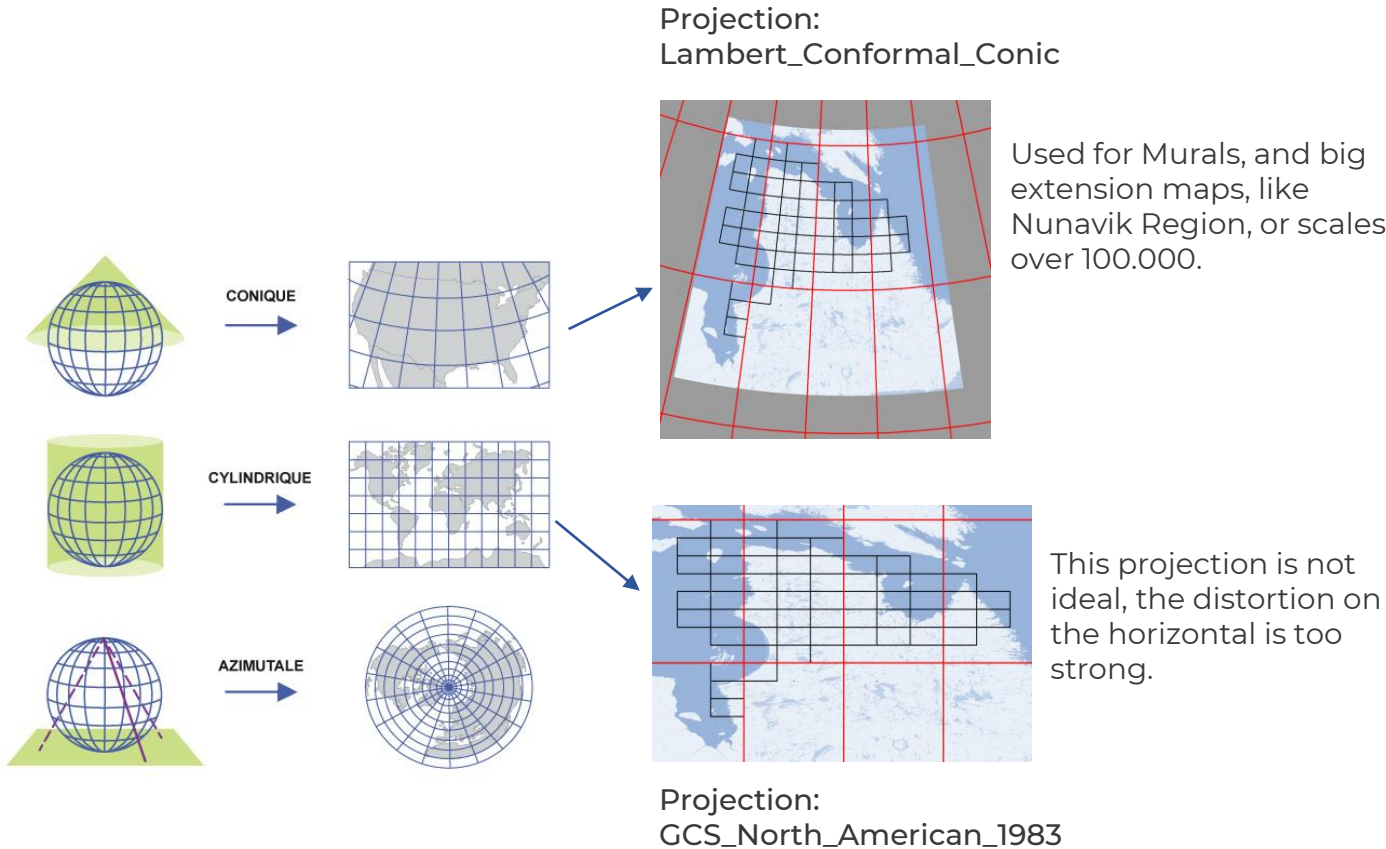 Projection:
Lambert_Conformal_Conic
Used for Murals, and big
extension maps, like
Nunavik Region, or scales
over 100.000.
CONIQUE
CYLINDRIQUE
AZIMUTALE
This projection is not
ideal, the distortion on
the horizontal is too
strong.
Projection:
GCS_North_American_1983